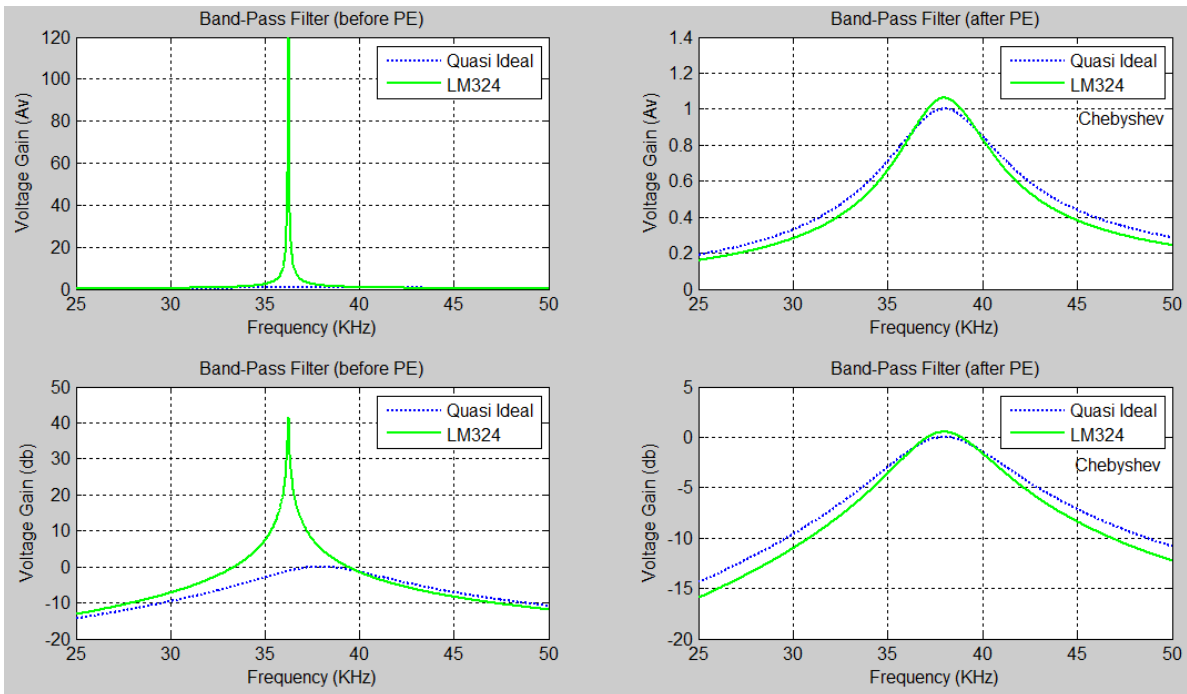 Band-Pass Filter (before PE)
120
100
80
60
40
20
0
Voltage Gain (Av)
Quasi Ideal
LM324
25 30 35 40 45 50
Frequency (KHz)
Band-Pass Filter (after PE)
1.4
1.2
1
0.8
0.6
0.4
0.2
0
Voltage Gain (Av)
Quasi Ideal
LM324
Chebyshev
25 30 35 40 45 50
Frequency (KHz)
Band-Pass Filter (before PE)
50
40
30
20
10
0
-10
-20
Voltage Gain (db)
Quasi Ideal
LM324
25 30 35 40 45 50
Frequency (KHz)
Band-Pass Filter (after PE)
5
0
-5
-10
-15
-20
Voltage Gain (db)
Quasi Ideal
LM324
Chebyshev
25 30 35 40 45 50
Frequency (KHz)